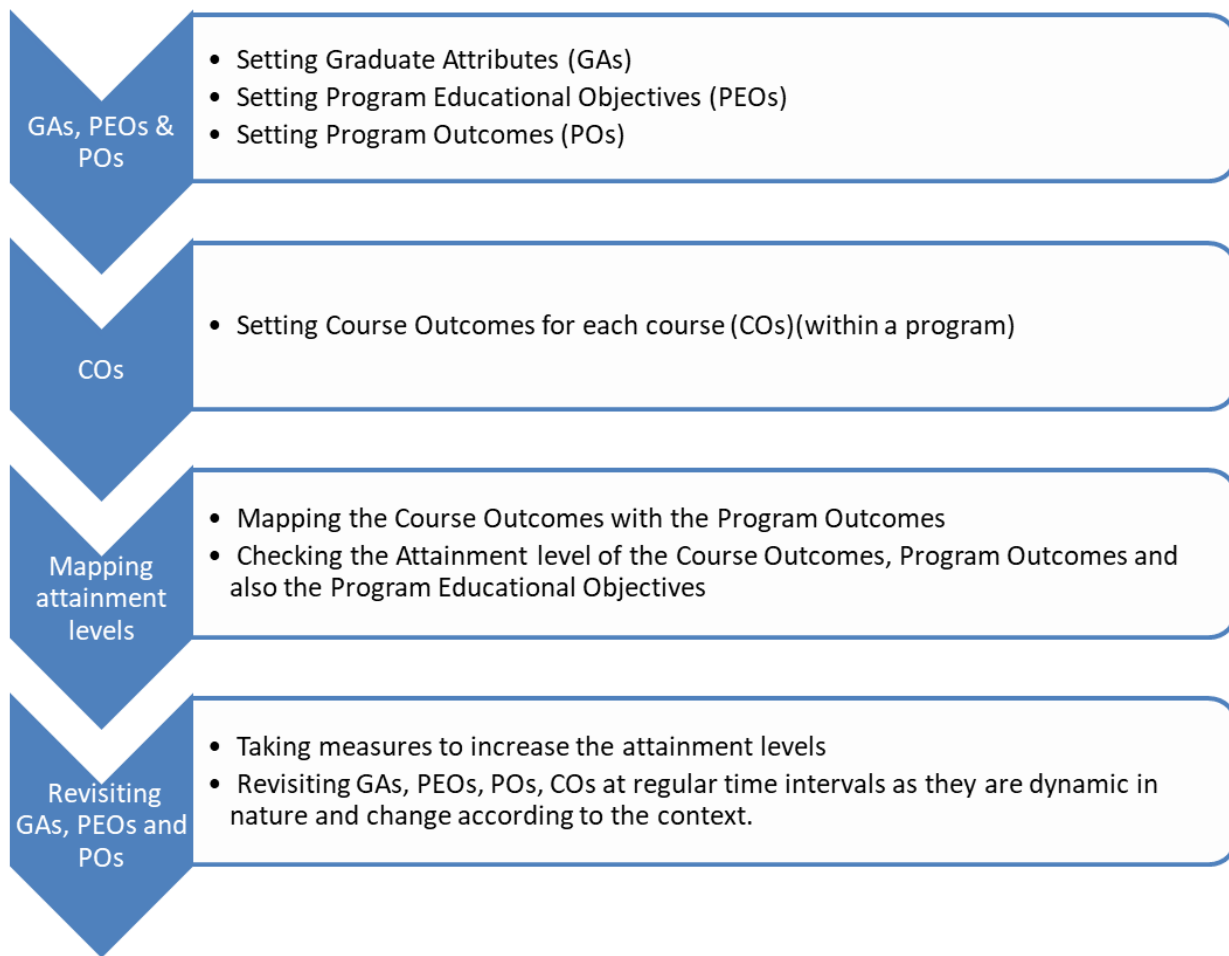 GAs, PEOs &
POs
• Setting Graduate Attributes (GAs)
• Setting Program Educational Objectives (PEOs)
• Setting Program Outcomes (POs)
COs
• Setting Course Outcomes for each course (COs)(within a program)
Mapping
attainment
levels
• Mapping the Course Outcomes with the Program Outcomes
• Checking the Attainment level of the Course Outcomes, Program Outcomes and
also the Program Educational Objectives
Revisiting
GAs, PEOs and
POs
• Taking measures to increase the attainment levels
• Revisiting GAs, PEOs, POs, COs at regular time intervals as they are dynamic in
nature and change according to the context.